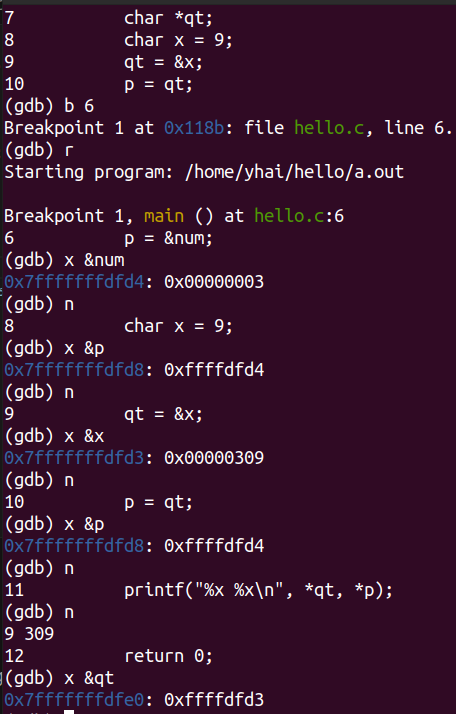 7           char *qt;
8           char x = 9;
9           qt = &x;
10          p = qt;
(gdb) b 6
Breakpoint 1 at 0x118b: file hello.c, line 6.
(gdb) r
Starting program: /home/yhai/hello/a.out
Breakpoint 1, main () at hello.c:6
6           p = &num;
(gdb) x &num
0x7fffffffdfd4: 0x00000003
(gdb) n
8           char x = 9;
(gdb) x &p
0x7fffffffdfd8: 0xffffdfd4
(gdb) n
9           qt = &x;
(gdb) x &x
0x7fffffffdfd3: 0x00000309
(gdb) n
10          p = qt;
(gdb) x &p
0x7fffffffdfd8: 0xffffdfd4
(gdb) n
11          printf("%x %x\n", *qt, *p);
(gdb) n
9 309
12          return 0;
(gdb) x &qt
0x7fffffffdfe0: 0xffffdfd3